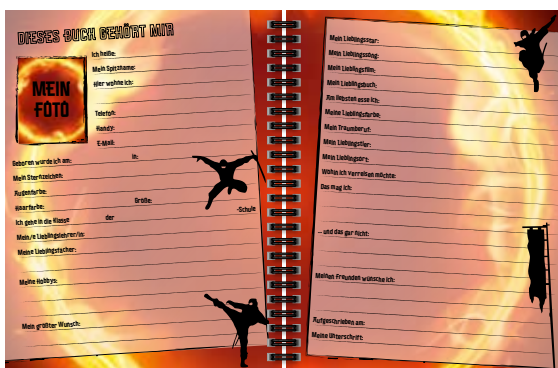 DIESES BUCH GEHÖRT MIR
MEIN
FOTO
Ich heiße:
Mein Spitzname:
Hier wohne ich:
Telefon:
Handy:
E-Mail:
Geboren wurde ich am: in:
Mein Sternzeichen:
Augenfarbe:
Haarfarbe: Größe:
Ich gehe in die Klasse der -Schule
Mein/e Lieblingslehrer/in:
Meine Lieblingsfächer:
Meine Hobbys:
Mein größter Wunsch:
Mein Lieblingsstar:
Mein Lieblingssong:
Mein Lieblingsfilm:
Mein Lieblingsbuch:
Am liebsten esse ich:
Meine Lieblingsfarbe:
Mein Traumberuf:
Mein Lieblingstier:
Mein Lieblingsort:
Wohin ich verreisen möchte:
Das mag ich:
... und das gar nicht:
Meinen Freunden wünsche ich:
Aufgeschrieben am:
Meine Unterschrift: